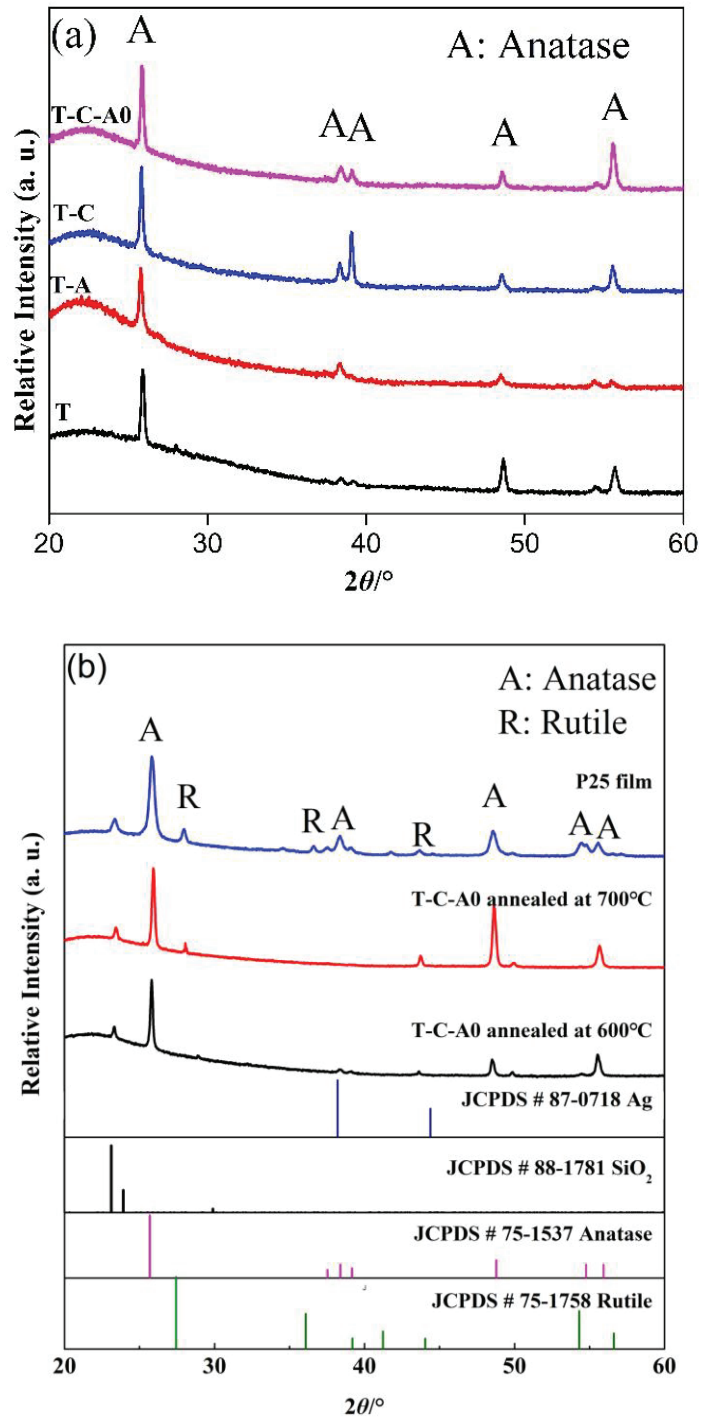 (a)
A
A: Anatase
T-C-A0
A A
A
A
T-C
T-A
T
Relative Intensity (a. u.)
20
30
40
50
60
2θ/°
(b)
A: Anatase
R: Rutile
A
P25 film
R
R
A
R
A
A
A
T-C-A0 annealed at 700°C
T-C-A0 annealed at 600°C
JCPDS # 87-0718 Ag
JCPDS # 88-1781 SiO₂
JCPDS # 75-1537 Anatase
JCPDS # 75-1758 Rutile
Relative Intensity (a. u.)
20
30
40
50
60
2θ/°